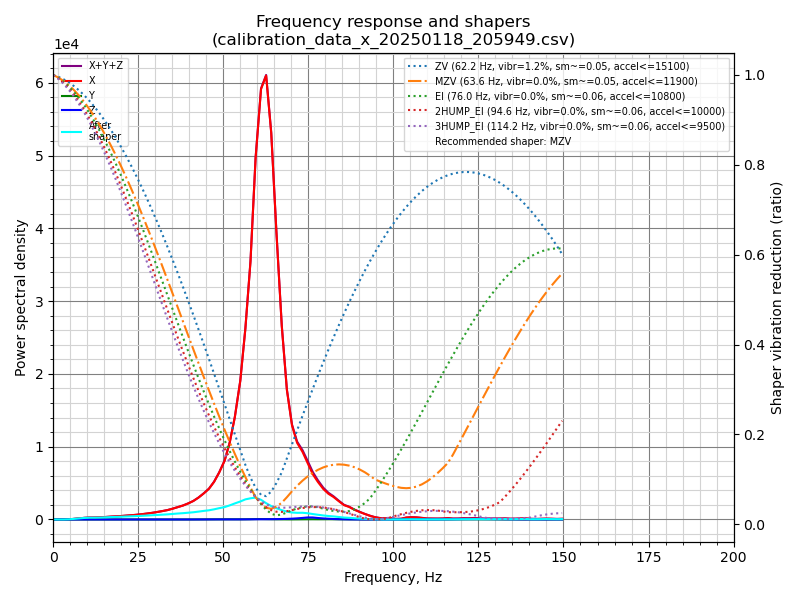 Frequency response and shapers
(calibration_data_x_20250118_205949.csv)
1e4
X+Y+Z
X
Y
Z
After
shaper
ZV (62.2 Hz, vibr=1.2%, sm~=0.05, accel<=15100)
MZV (63.6 Hz, vibr=0.0%, sm~=0.05, accel<=11900)
EI (76.0 Hz, vibr=0.0%, sm~=0.06, accel<=10800)
2HUMP_EI (94.6 Hz, vibr=0.0%, sm~=0.06, accel<=10000)
3HUMP_EI (114.2 Hz, vibr=0.0%, sm~=0.06, accel<=9500)
Recommended shaper: MZV
Power spectral density
6
5
4
3
2
1
0
1.0
0.8
0.6
0.4
0.2
0.0
Shaper vibration reduction (ratio)
0 25 50 75 100 125 150 175 200
Frequency, Hz